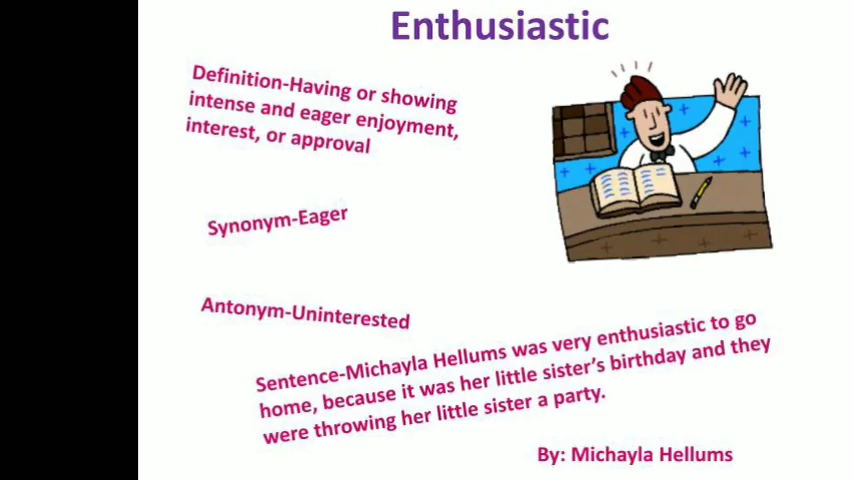 Enthusiastic
Definition-Having or showing
intense and eager enjoyment,
interest, or approval
Synonym-Eager
Antonym-Uninterested
Sentence-Michayla Hellums was very enthusiastic to go
home, because it was her little sister’s birthday and they
were throwing her little sister a party.
By: Michayla Hellums